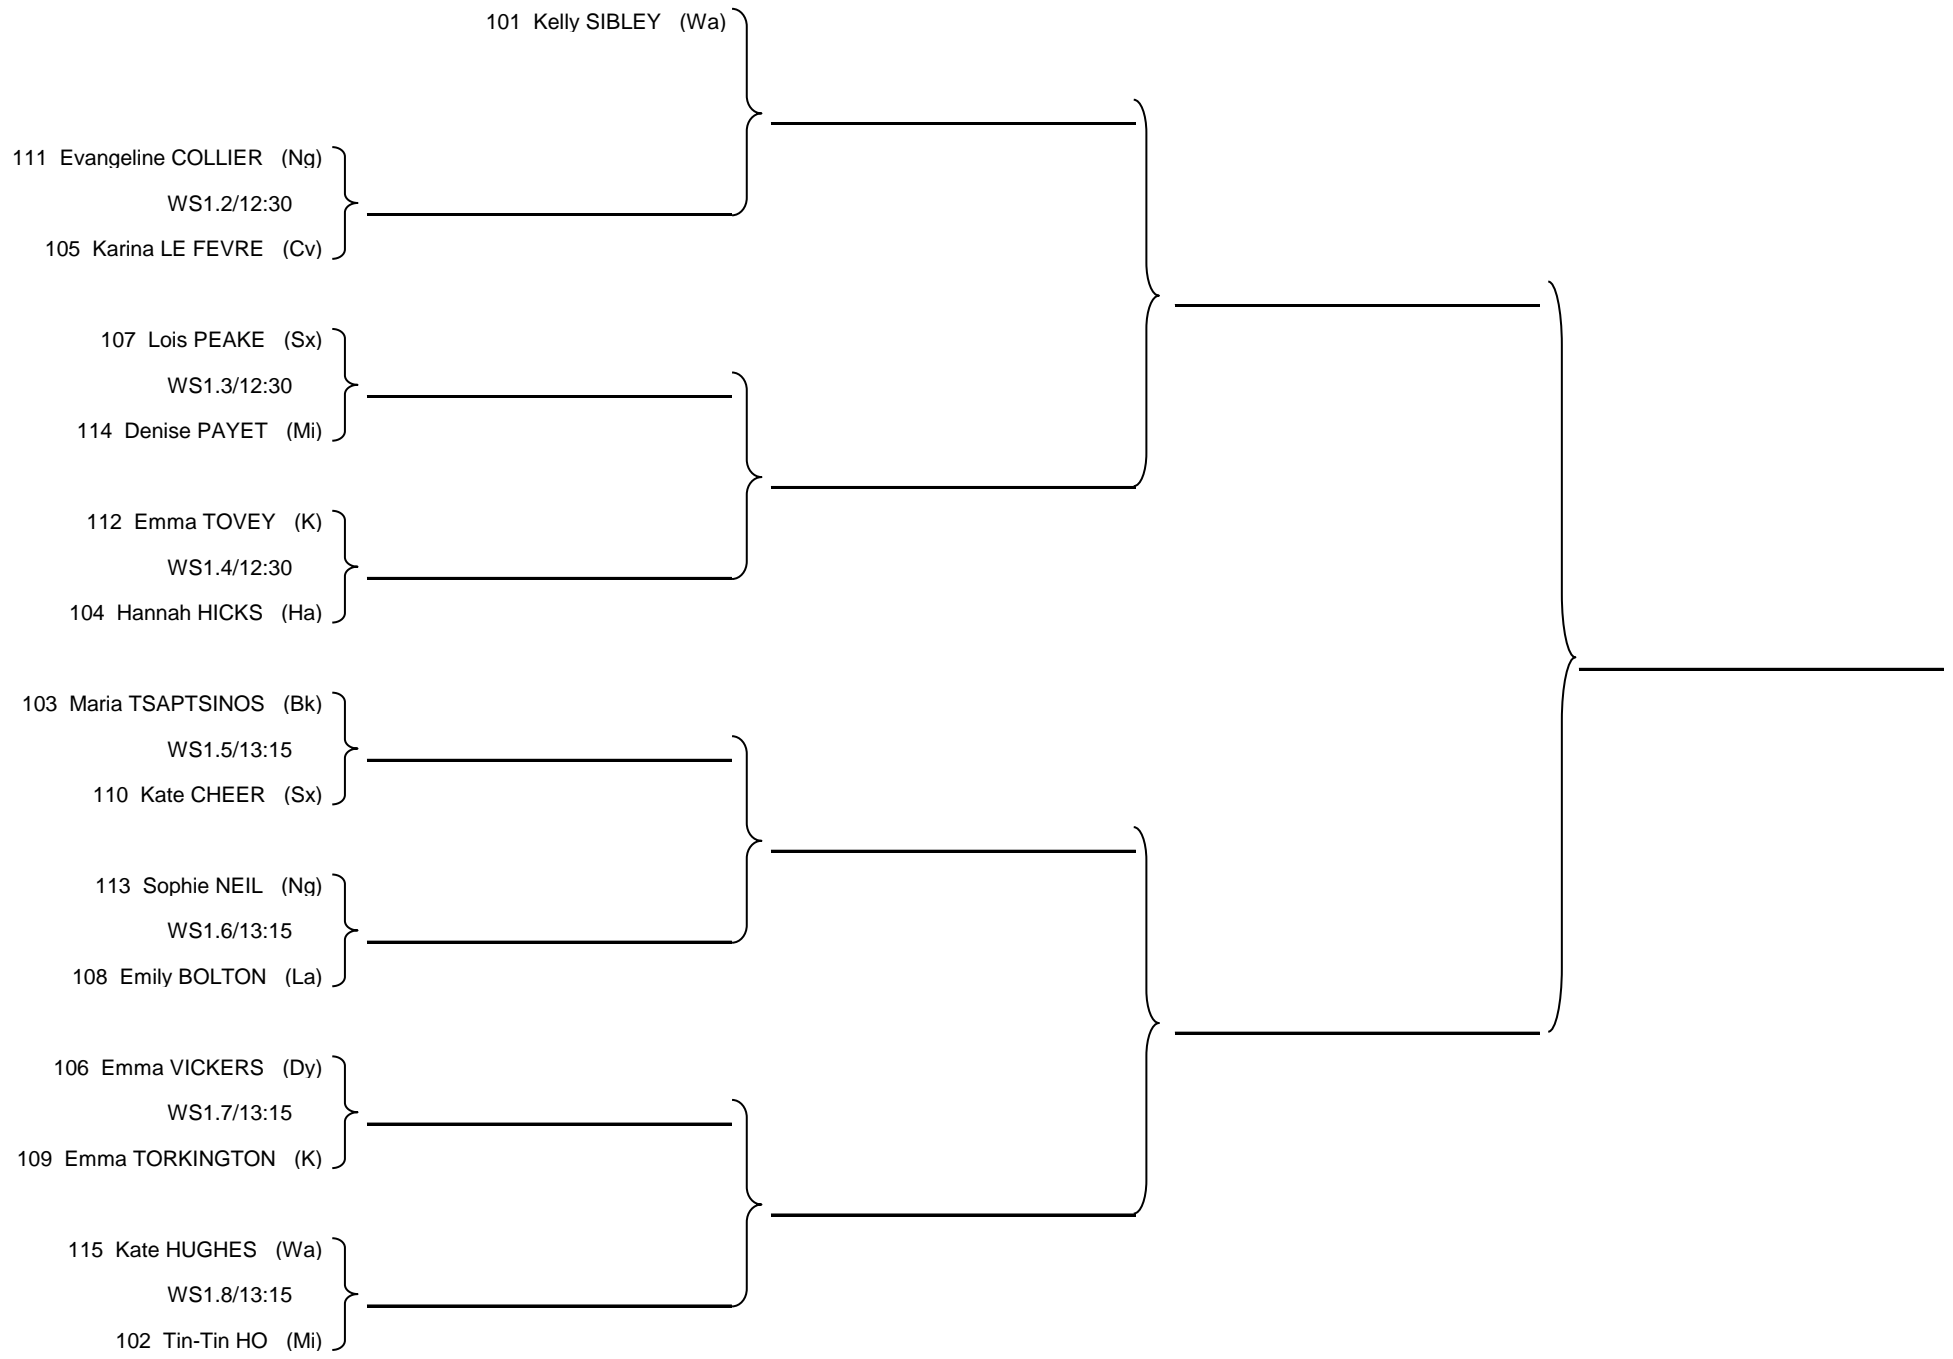 101 Kelly SIBLEY (Wa)
111 Evangeline COLLIER (Ng)
WS1.2/12:30
105 Karina LE FEVRE (Cv)
107 Lois PEAKE (Sx)
WS1.3/12:30
114 Denise PAYET (Mi)
112 Emma TOVEY (K)
WS1.4/12:30
104 Hannah HICKS (Ha)
103 Maria TSAPTSINOS (Bk)
WS1.5/13:15
110 Kate CHEER (Sx)
113 Sophie NEIL (Ng)
WS1.6/13:15
108 Emily BOLTON (La)
106 Emma VICKERS (Dy)
WS1.7/13:15
109 Emma TORKINGTON (K)
115 Kate HUGHES (Wa)
WS1.8/13:15
102 Tin-Tin HO (Mi)